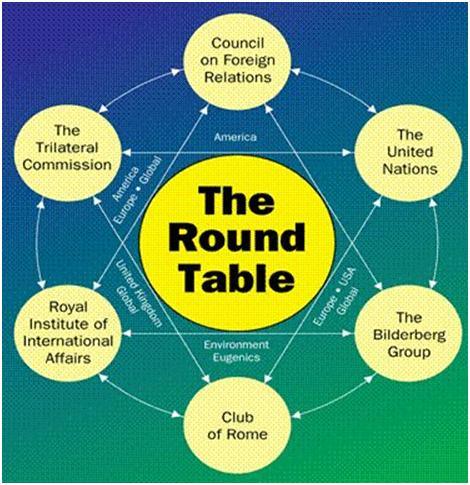 Council
on Foreign
Relations
The
Trilateral
Commission
America
The
United
Nations
America
Europe • Global
The
Round
Table
United Kingdom
Global
Europe • USA
Global
Royal
Institute of
International
Affairs
Environment
Eugenics
The
Bilderberg
Group
Club
of Rome